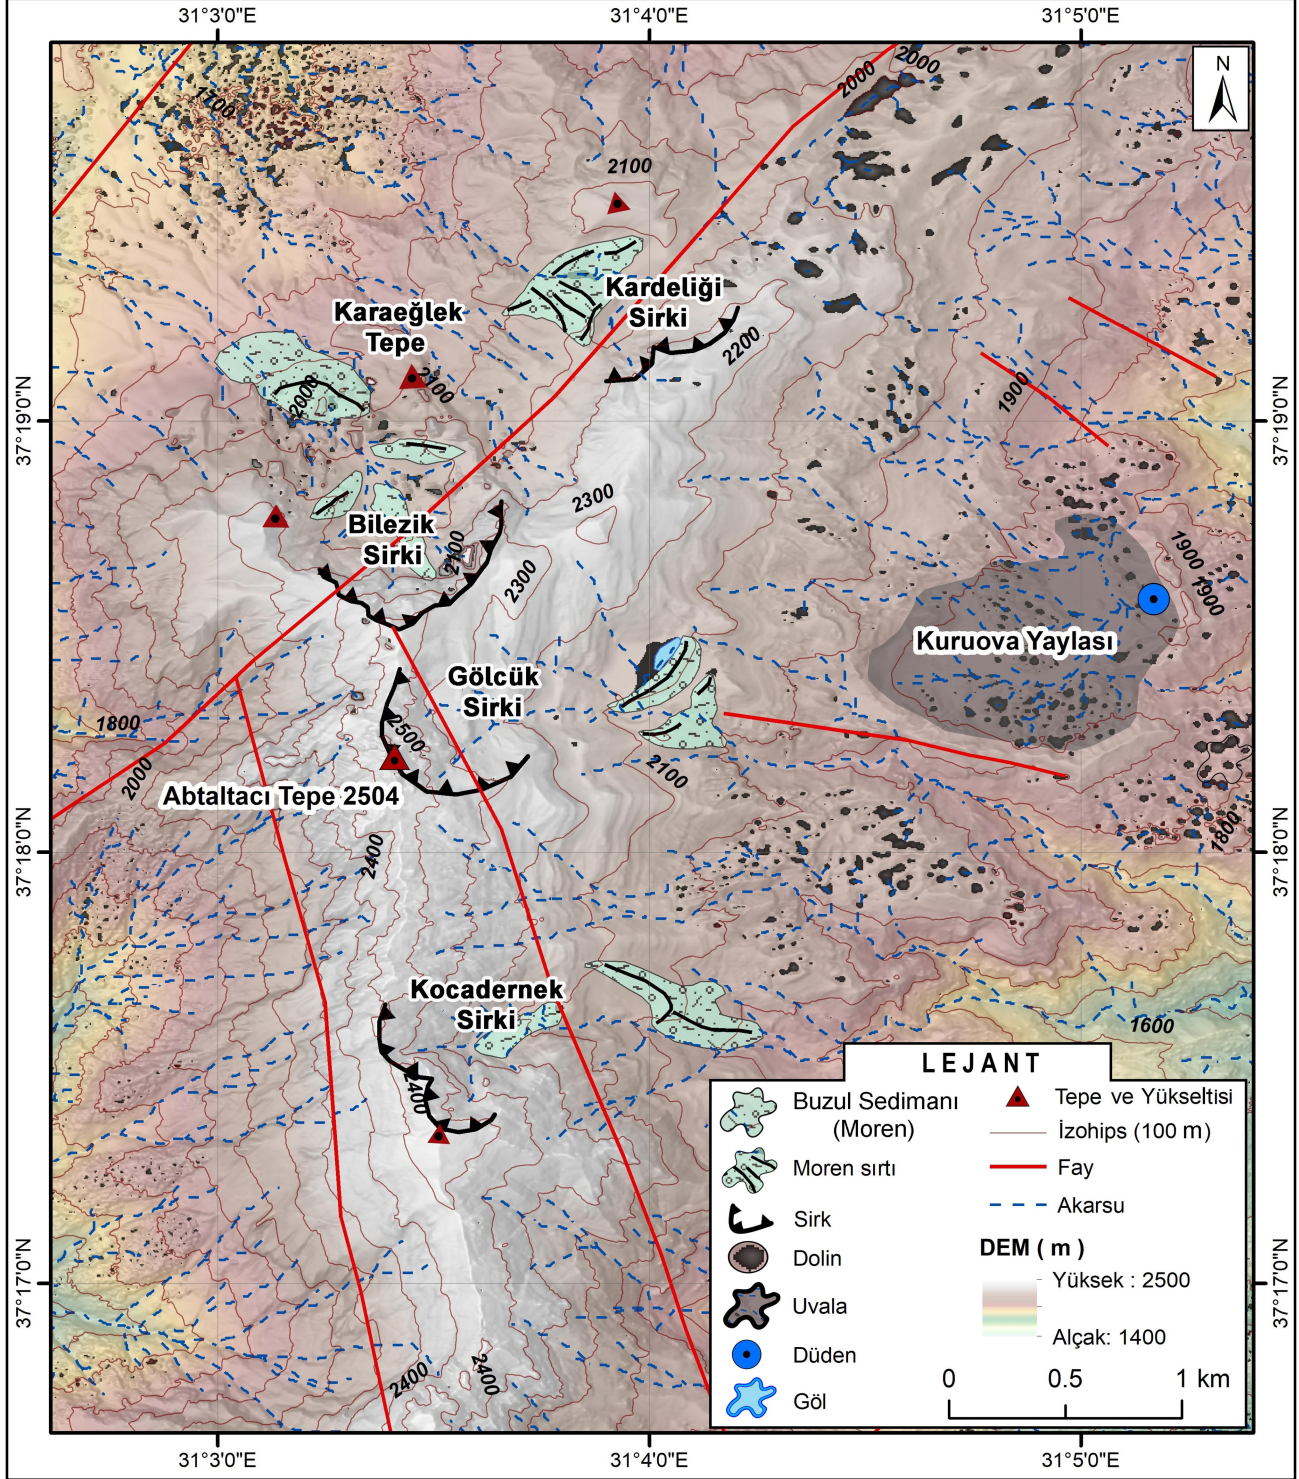 31°3'0"E
31°4'0"E
31°5'0"E
N
2000
2000
1700
2100
Kardeliği
Sirki
Karaeğlek
Tepe
2200
2100
2000
1900
37°19'0"N
37°19'0"N
2300
Bilezik
Sirki
2100
2300
1900
1900
Kuruova Yaylası
Gölcük
Sirki
1800
2500
2000
2100
Abtaltacı Tepe 2504
1800
2400
37°18'0"N
37°18'0"N
Kocadernek
Sirki
1600
2400
LEJANT
Buzul Sedimanı
(Moren)
Moren sırtı
Sirk
Dolin
Uvala
Düden
Göl
Tepe ve Yükseltisi
İzohips (100 m)
Fay
Akarsu
DEM ( m )
Yüksek : 2500
Alçak: 1400
0 0.5 1 km
37°17'0"N
37°17'0"N
2400
2400
31°3'0"E
31°4'0"E
31°5'0"E